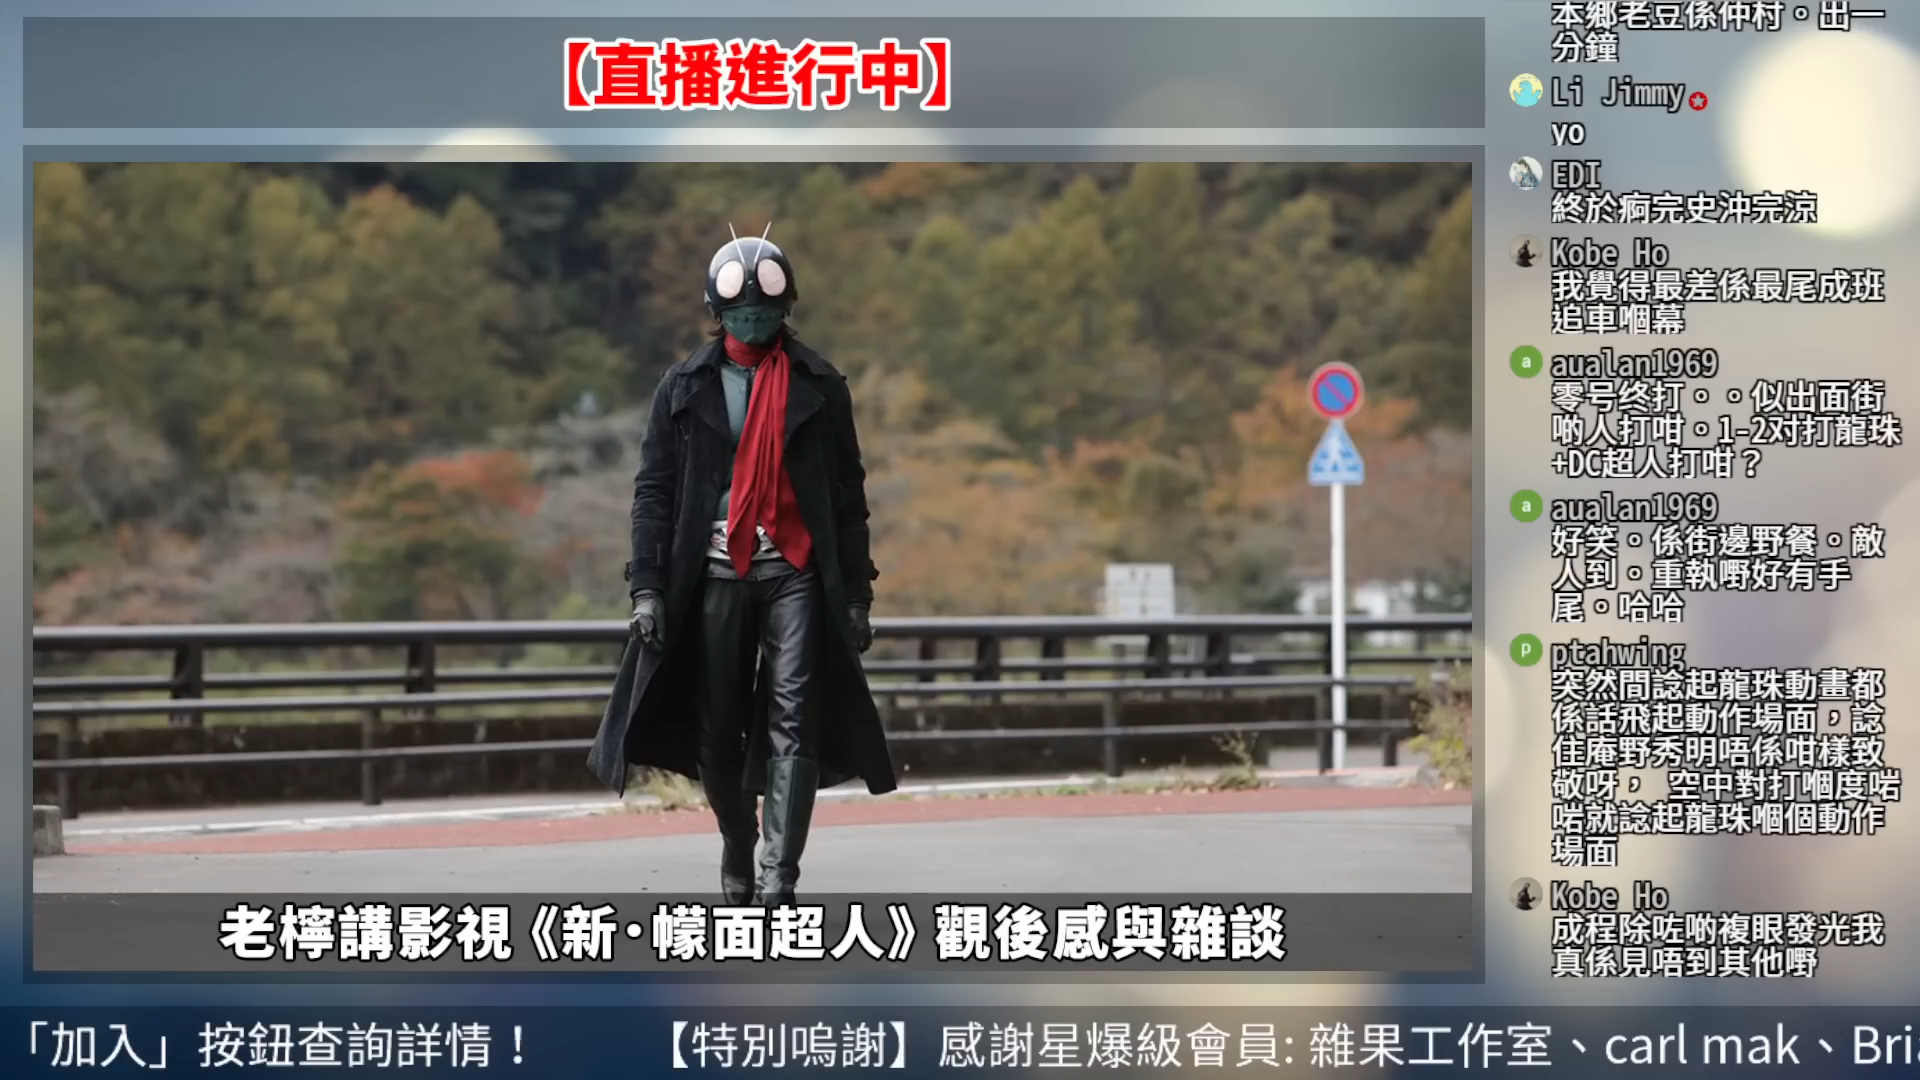 【直播進行中】
老檸講影視《新·幪面超人》觀後感與雜談
本鄉老豆係仲村。出一
分鐘
Li Jimmy
yo
EDI
終於痾完史沖完涼
Kobe Ho
我覺得最差係最尾成班
追車嗰幕
a
aualan1969
零号终打。。似出面街
啲人打咁。1-2对打龍珠
+DC超人打咁？
a
aualan1969
好笑。係街邊野餐。敵
人到。重執嘢好有手
尾。哈哈
p
ptahwing
突然間諗起龍珠動畫都
係話飛起動作場面，諗
住庵野秀明唔係咁樣致
敬呀， 空中對打嗰度啱
啱就諗起龍珠嗰個動作
場面
Kobe Ho
成程除咗啲複眼發光我
真係見唔到其他嘢
「加入」按鈕查詢詳情！ 【特別嗚謝】感謝星爆級會員: 雜果工作室、carl mak、Bria